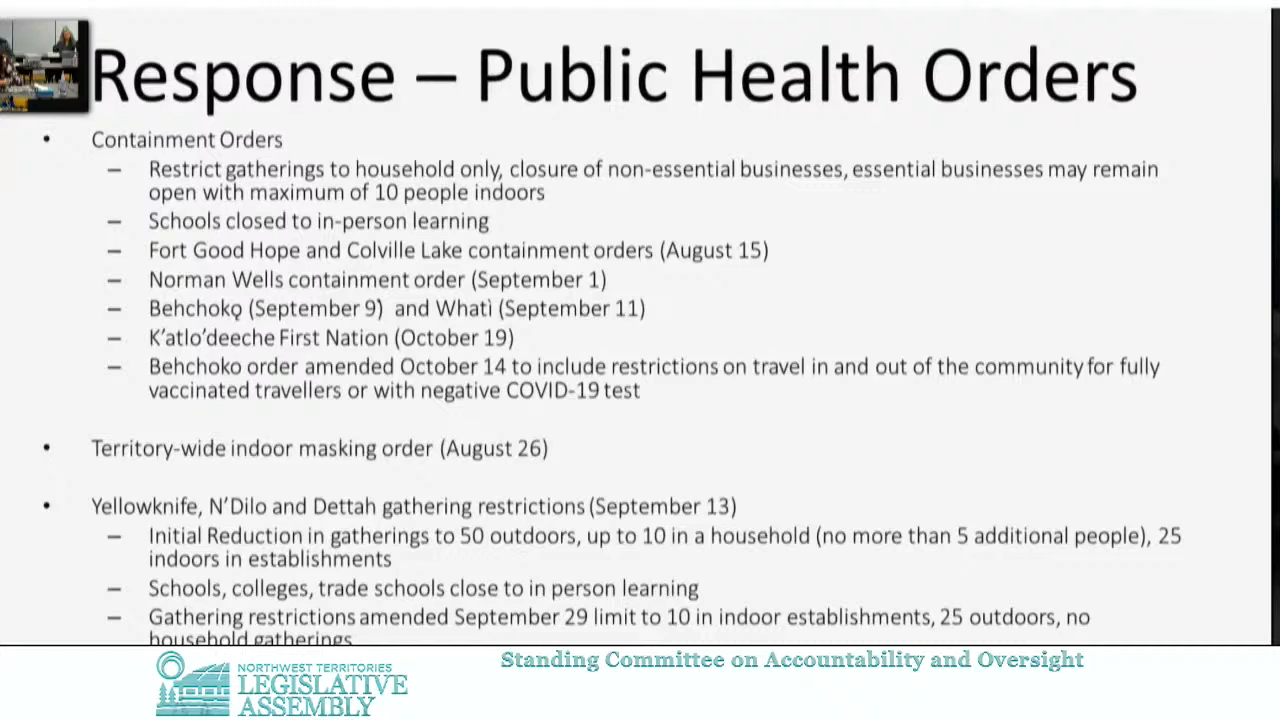 Response – Public Health Orders
• Containment Orders
– Restrict gatherings to household only, closure of non-essential businesses, essential businesses may remain
open with maximum of 10 people indoors
– Schools closed to in-person learning
– Fort Good Hope and Colville Lake containment orders (August 15)
– Norman Wells containment order (September 1)
– Behchokǫ (September 9) and Whatì (September 11)
– K’atlo’deeche First Nation (October 19)
– Behchoko order amended October 14 to include restrictions on travel in and out of the community for fully
vaccinated travellers or with negative COVID-19 test
• Territory-wide indoor masking order (August 26)
• Yellowknife, N’Dilo and Dettah gathering restrictions (September 13)
– Initial Reduction in gatherings to 50 outdoors, up to 10 in a household (no more than 5 additional people), 25
indoors in establishments
– Schools, colleges, trade schools close to in person learning
– Gathering restrictions amended September 29 limit to 10 in indoor establishments, 25 outdoors, no
household gatherings
Standing Committee on Accountability and Oversight
NORTHWEST TERRITORIES
LEGISLATIVE
ASSEMBLY